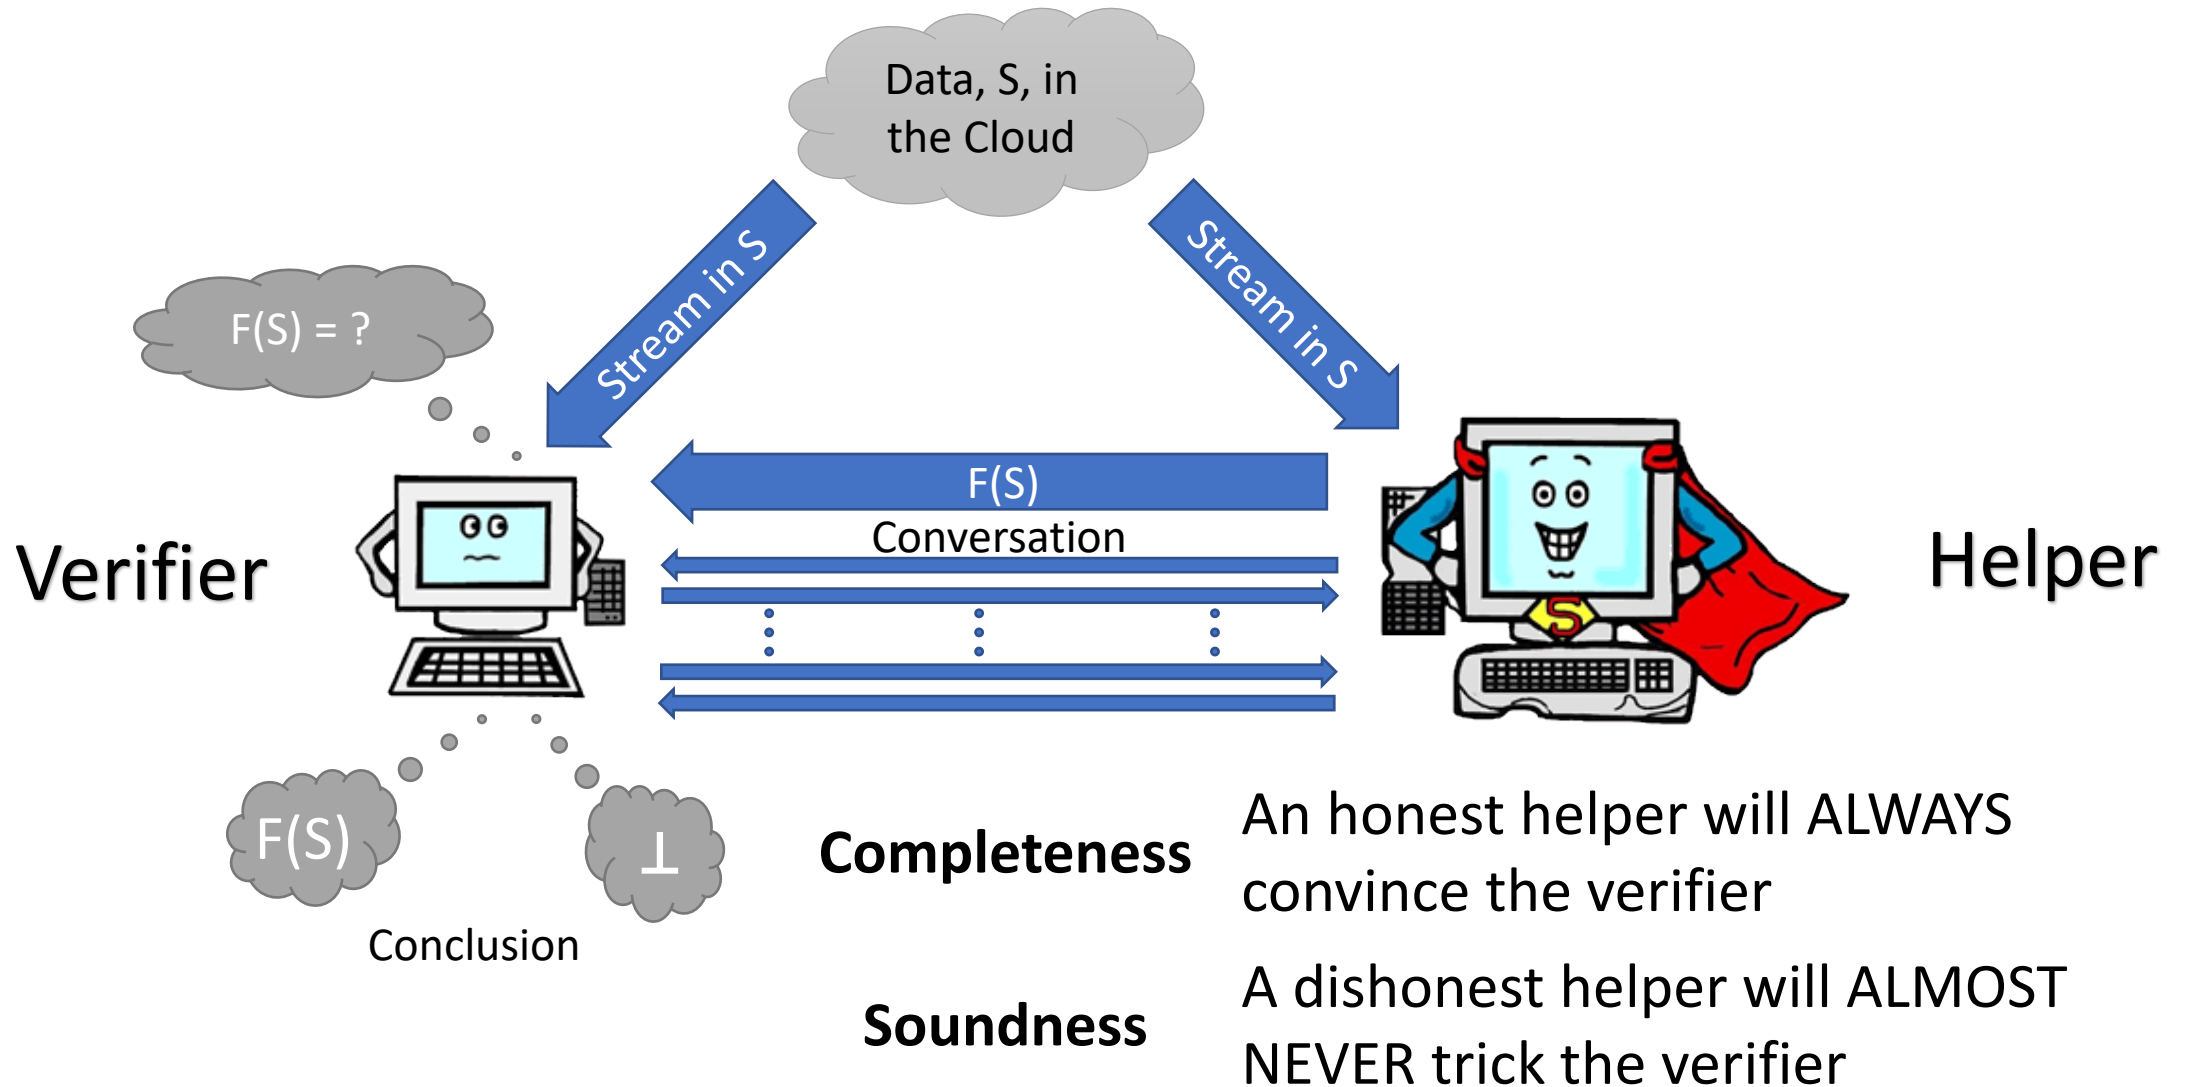 Data, S, in
the Cloud
Stream in S
Stream in S
F(S) = ?
F(S)
Conversation
Verifier
Helper
S
F(S)
⊥
Conclusion
Completeness
An honest helper will ALWAYS
convince the verifier
Soundness
A dishonest helper will ALMOST
NEVER trick the verifier